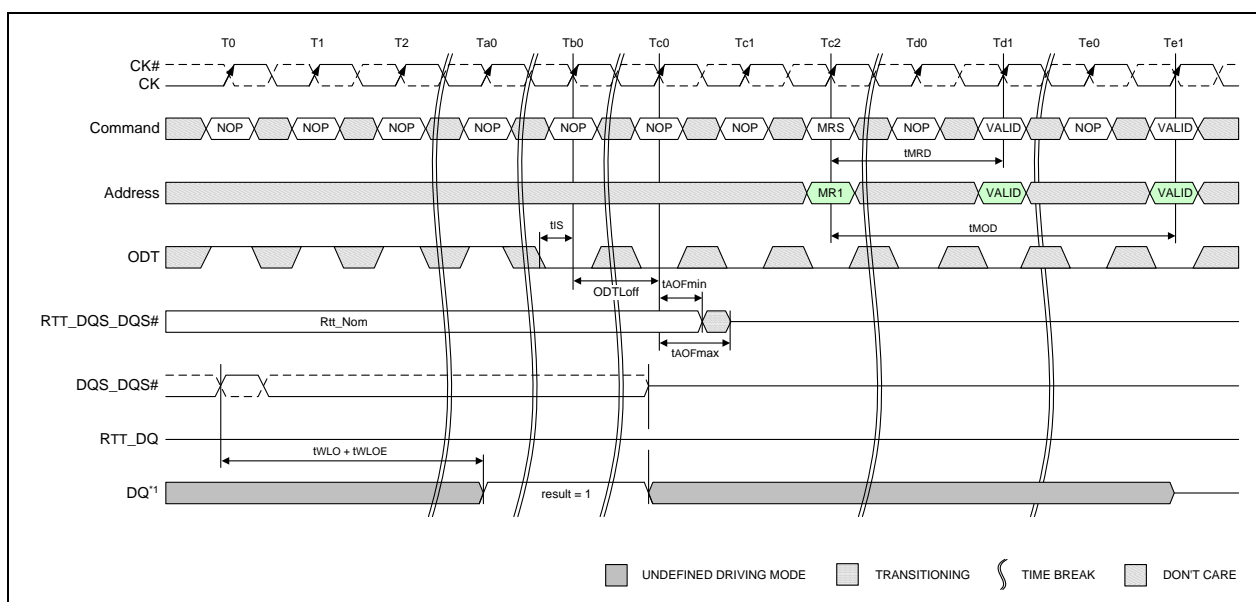 T0 T1 T2 Ta0 Tb0 Tc0 Tc1 Tc2 Td0 Td1 Te0 Te1
CK#
CK
Command NOP NOP NOP NOP NOP NOP NOP MRS NOP VALID NOP VALID
tMRD
Address MR1 VALID VALID
tIS tMOD
ODT
ODTLoff tAOFmin
RTT_DQS_DQS# Rtt_Nom
tAOFmax
DQS_DQS#
RTT_DQ
tWLO + tWLOE
DQ*1 result = 1
UNDEFINED DRIVING MODE TRANSITIONING TIME BREAK DON'T CARE